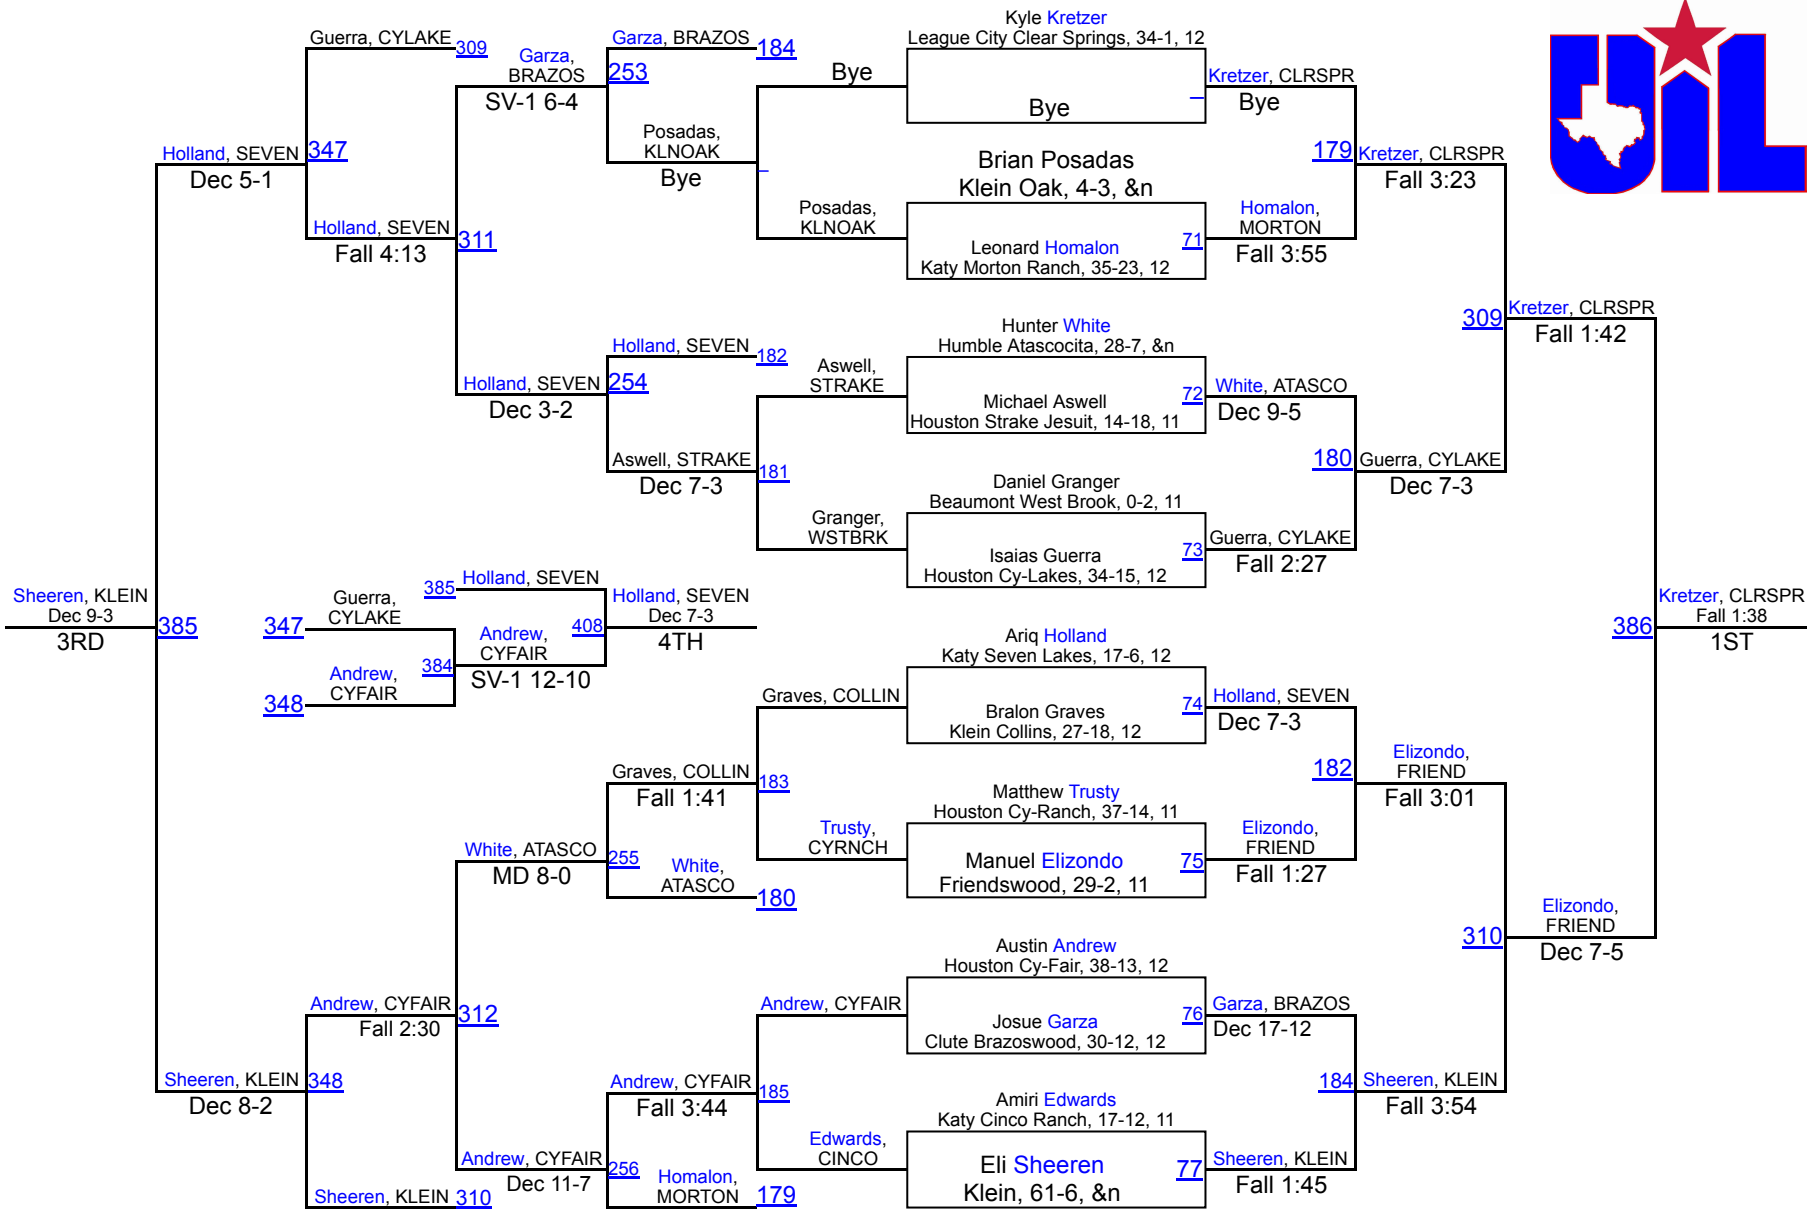 Guerra, CYLAKE
309
Garza,
BRAZOS
SV-1 6-4
Garza, BRAZOS
184
253
Posadas,
KLNOAK
Bye
Bye
Kyle Kretzer
League City Clear Springs, 34-1, 12
Bye
Kretzer, CLRSPR
Bye
UIL
Holland, SEVEN
Dec 5-1
347
Holland, SEVEN
Fall 4:13
311
Posadas,
KLNOAK
Brian Posadas
Klein Oak, 4-3, &n
Leonard Homalon
Katy Morton Ranch, 35-23, 12
71
Homalon,
MORTON
Fall 3:55
179
Kretzer, CLRSPR
Fall 3:23
Holland, SEVEN
182
Holland, SEVEN
Dec 3-2
254
Aswell,
STRAKE
Hunter White
Humble Atascocita, 28-7, &n
Michael Aswell
Houston Strake Jesuit, 14-18, 11
72
White, ATASCO
Dec 9-5
309
Kretzer, CLRSPR
Fall 1:42
Aswell, STRAKE
Dec 7-3
181
Granger,
WSTBRK
Daniel Granger
Beaumont West Brook, 0-2, 11
Isaias Guerra
Houston Cy-Lakes, 34-15, 12
73
Guerra, CYLAKE
Fall 2:27
180
Guerra, CYLAKE
Dec 7-3
Sheeren, KLEIN
Dec 9-3
3RD
385
347
Guerra,
CYLAKE
348
Andrew,
CYFAIR
384
385
Holland, SEVEN
Andrew,
CYFAIR
SV-1 12-10
408
Holland, SEVEN
Dec 7-3
4TH
386
Kretzer, CLRSPR
Fall 1:38
1ST
Graves, COLLIN
Ariq Holland
Katy Seven Lakes, 17-6, 12
Bralon Graves
Klein Collins, 27-18, 12
74
Holland, SEVEN
Dec 7-3
Graves, COLLIN
Fall 1:41
183
Trusty,
CYRNCH
Matthew Trusty
Houston Cy-Ranch, 37-14, 11
Manuel Elizondo
Friendswood, 29-2, 11
75
Elizondo,
FRIEND
Fall 1:27
182
Elizondo,
FRIEND
Fall 3:01
White, ATASCO
MD 8-0
255
White,
ATASCO
180
Andrew, CYFAIR
Austin Andrew
Houston Cy-Fair, 38-13, 12
Josue Garza
Clute Brazoswood, 30-12, 12
76
Garza, BRAZOS
Dec 17-12
310
Elizondo,
FRIEND
Dec 7-5
Andrew, CYFAIR
Fall 2:30
312
Sheeren, KLEIN
Dec 8-2
348
Andrew, CYFAIR
Fall 3:44
185
Edwards,
CINCO
Amiri Edwards
Katy Cinco Ranch, 17-12, 11
Eli Sheeren
Klein, 61-6, &n
77
Sheeren, KLEIN
Fall 1:45
184
Sheeren, KLEIN
Fall 3:54
Andrew, CYFAIR
Dec 11-7
256
Homalon,
MORTON
179
Sheeren, KLEIN
310